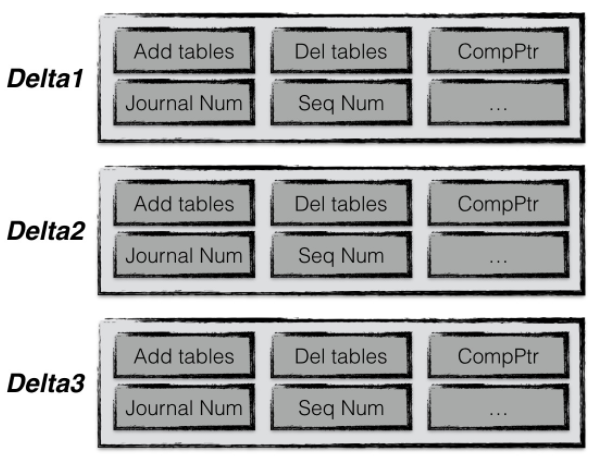 Delta1
Add tables Del tables CompPtr
Journal Num Seq Num ...
Delta2
Add tables Del tables CompPtr
Journal Num Seq Num ...
Delta3
Add tables Del tables CompPtr
Journal Num Seq Num ...